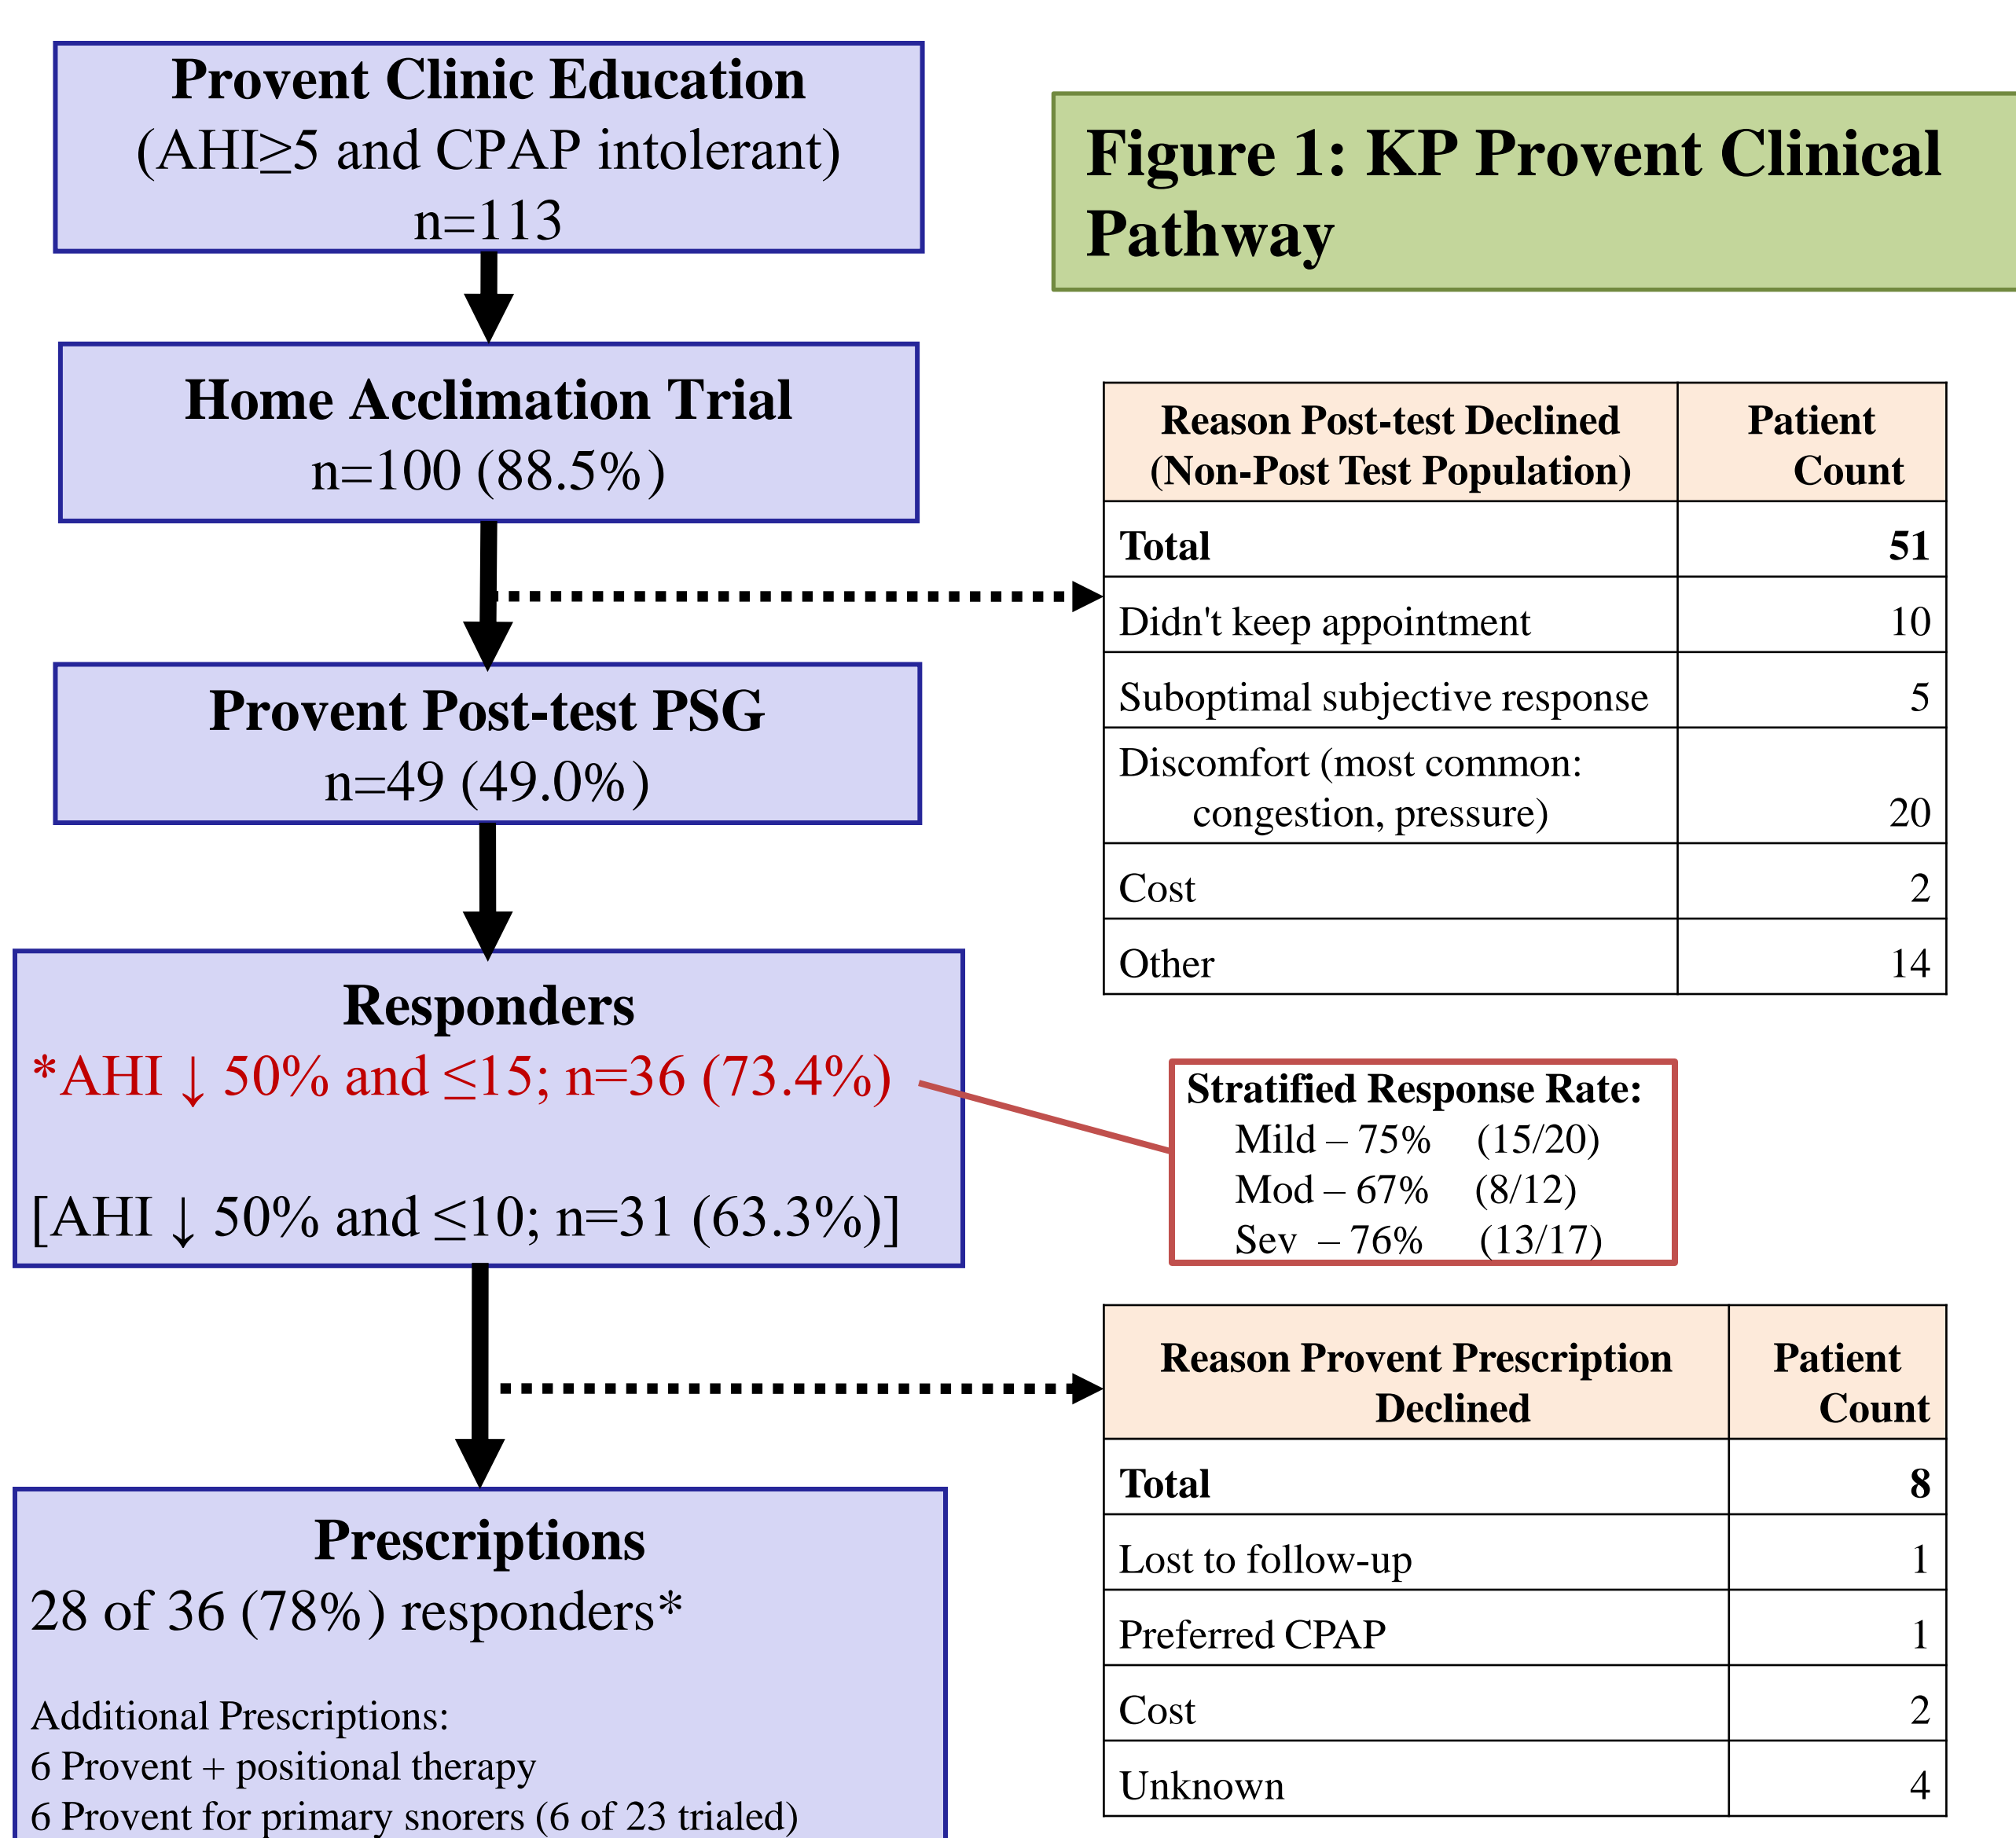 Provent Clinic Education
(AHI≥5 and CPAP intolerant)
n=113
Figure 1: KP Provent Clinical
Pathway
Home Acclimation Trial
n=100 (88.5%)
Reason Post-test Declined
(Non-Post Test Population)
Patient
Count
Total 51
Didn't keep appointment 10
Suboptimal subjective response 5
Discomfort (most common:
congestion, pressure) 20
Cost 2
Other 14
Provent Post-test PSG
n=49 (49.0%)
Responders
*AHI ↓ 50% and ≤15; n=36 (73.4%)
[AHI ↓ 50% and ≤10; n=31 (63.3%)]
Stratified Response Rate:
Mild – 75% (15/20)
Mod – 67% (8/12)
Sev – 76% (13/17)
Reason Provent Prescription
Declined
Patient
Count
Total 8
Lost to follow-up 1
Preferred CPAP 1
Cost 2
Unknown 4
Prescriptions
28 of 36 (78%) responders*
Additional Prescriptions:
6 Provent + positional therapy
6 Provent for primary snorers (6 of 23 trialed)